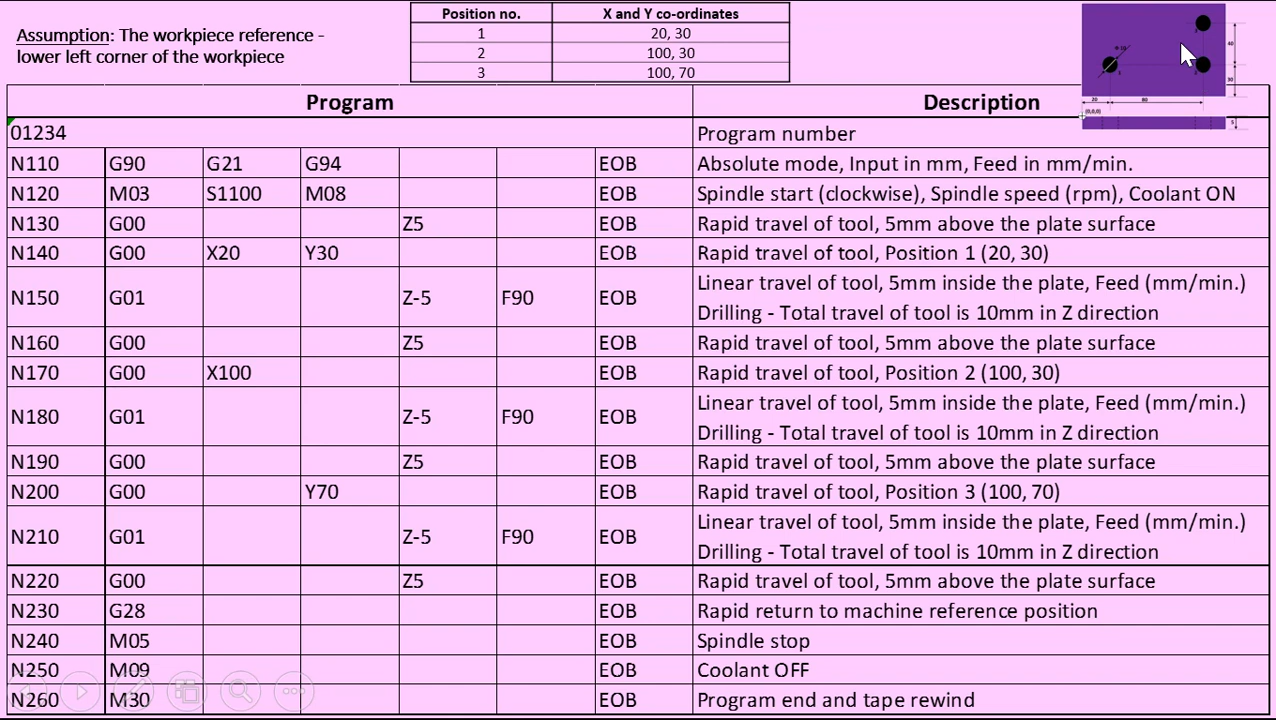 Assumption: The workpiece reference -
lower left corner of the workpiece
Position no. X and Y co-ordinates
1 20, 30
2 100, 30
3 100, 70
20 80
40
30
(0,0,0)
5
Program Description
01234 Program number
N110 G90 G21 G94 EOB Absolute mode, Input in mm, Feed in mm/min.
N120 M03 S1100 M08 EOB Spindle start (clockwise), Spindle speed (rpm), Coolant ON
N130 G00 Z5 EOB Rapid travel of tool, 5mm above the plate surface
N140 G00 X20 Y30 EOB Rapid travel of tool, Position 1 (20, 30)
N150 G01 Z-5 F90 EOB Linear travel of tool, 5mm inside the plate, Feed (mm/min.)
Drilling - Total travel of tool is 10mm in Z direction
N160 G00 Z5 EOB Rapid travel of tool, 5mm above the plate surface
N170 G00 X100 EOB Rapid travel of tool, Position 2 (100, 30)
N180 G01 Z-5 F90 EOB Linear travel of tool, 5mm inside the plate, Feed (mm/min.)
Drilling - Total travel of tool is 10mm in Z direction
N190 G00 Z5 EOB Rapid travel of tool, 5mm above the plate surface
N200 G00 Y70 EOB Rapid travel of tool, Position 3 (100, 70)
N210 G01 Z-5 F90 EOB Linear travel of tool, 5mm inside the plate, Feed (mm/min.)
Drilling - Total travel of tool is 10mm in Z direction
N220 G00 Z5 EOB Rapid travel of tool, 5mm above the plate surface
N230 G28 EOB Rapid return to machine reference position
N240 M05 EOB Spindle stop
N250 M09 EOB Coolant OFF
N260 M30 EOB Program end and tape rewind